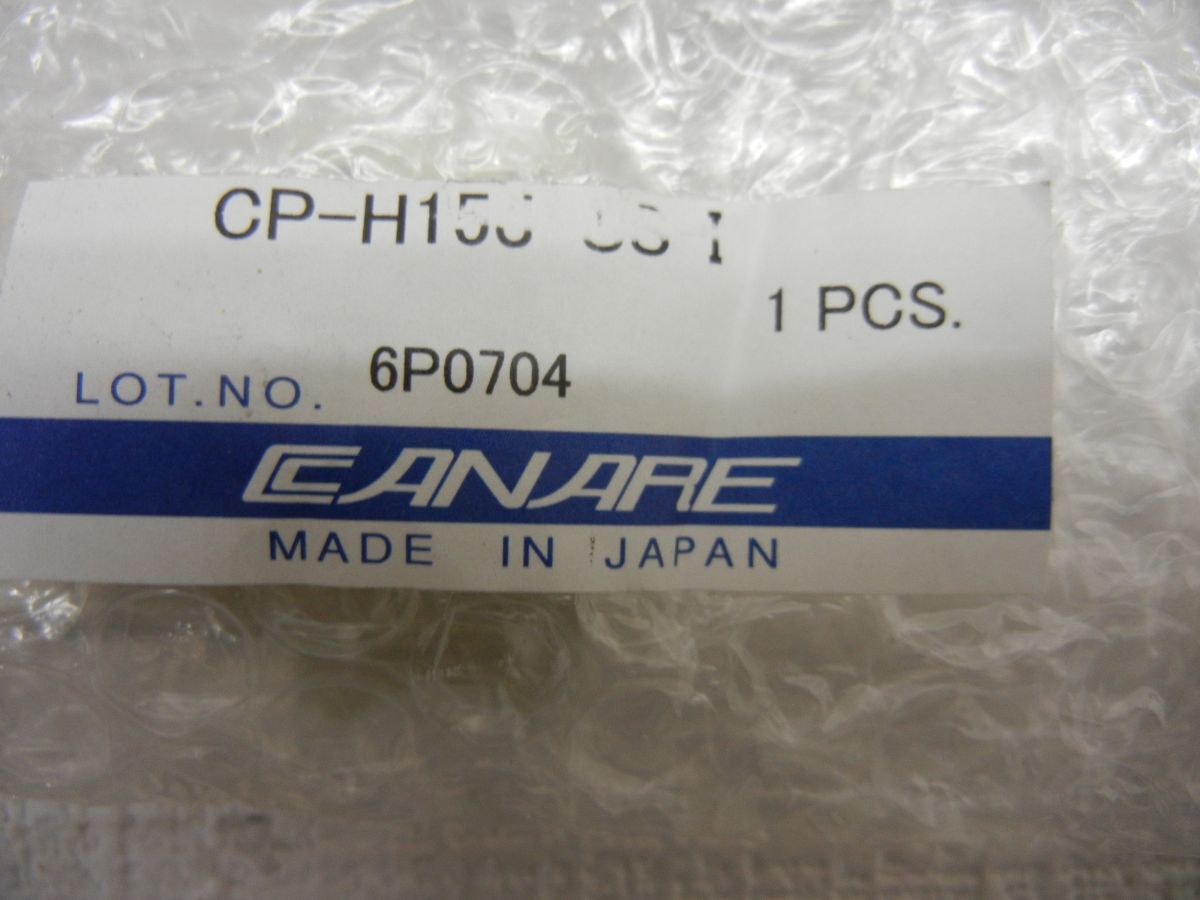 1 PCS.
LOT.NO. 6P0704
CANARE
MADE IN JAPAN